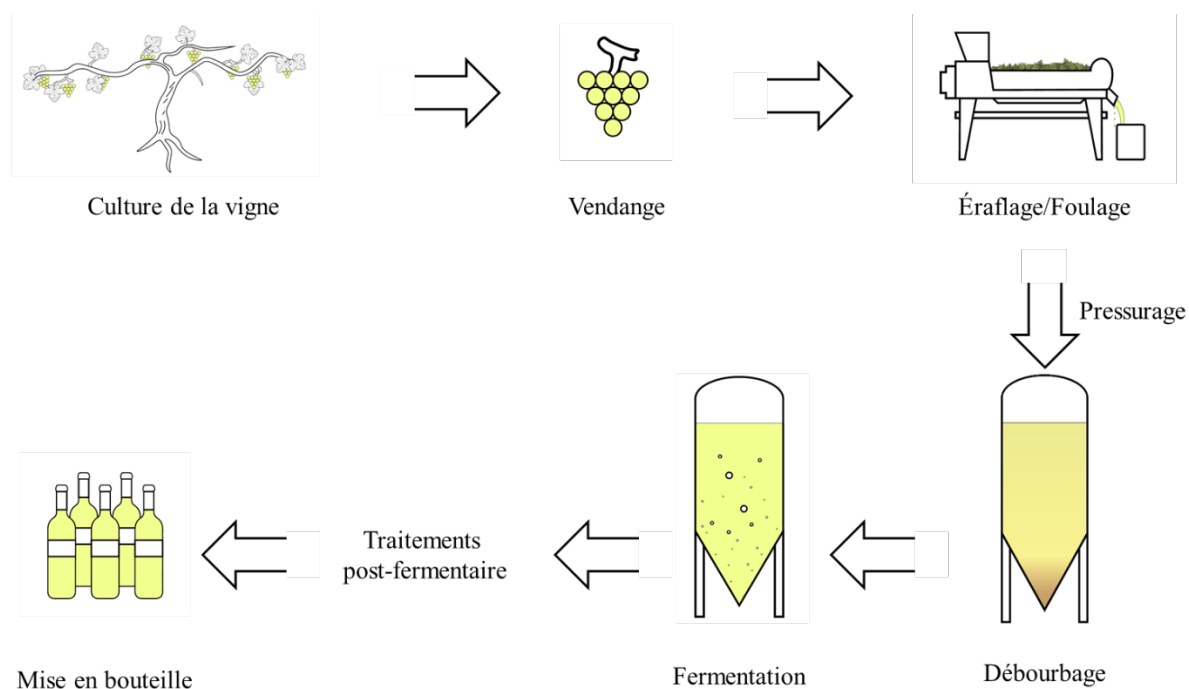 Culture de la vigne
Vendange
Éraflage/Foulage
Pressurage
Débourbage
Fermentation
Traitements
post-fermentaire
Mise en bouteille